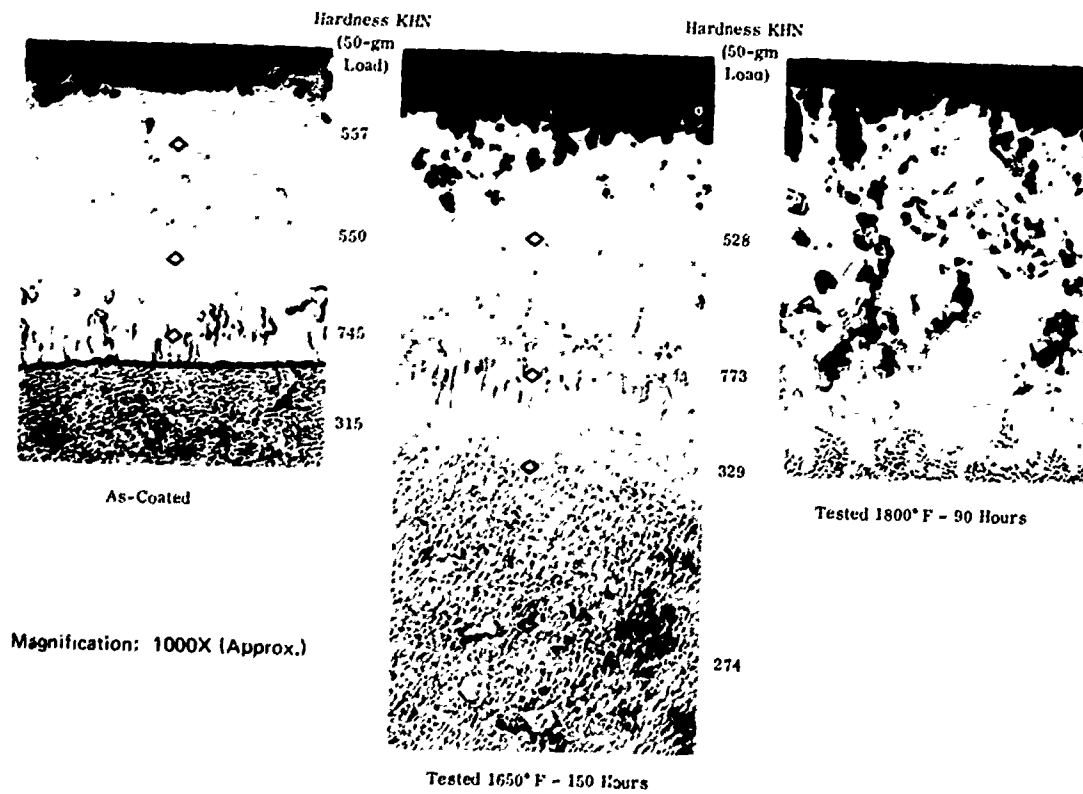 Hardness KHN
(50-gm
Load)
557
550
745
315
As-Coated
Hardness KHN
(50-gm
Load)
528
773
329
274
Tested 1650°F - 150 Hours
Tested 1800°F - 90 Hours
Magnification: 1000X (Approx.)